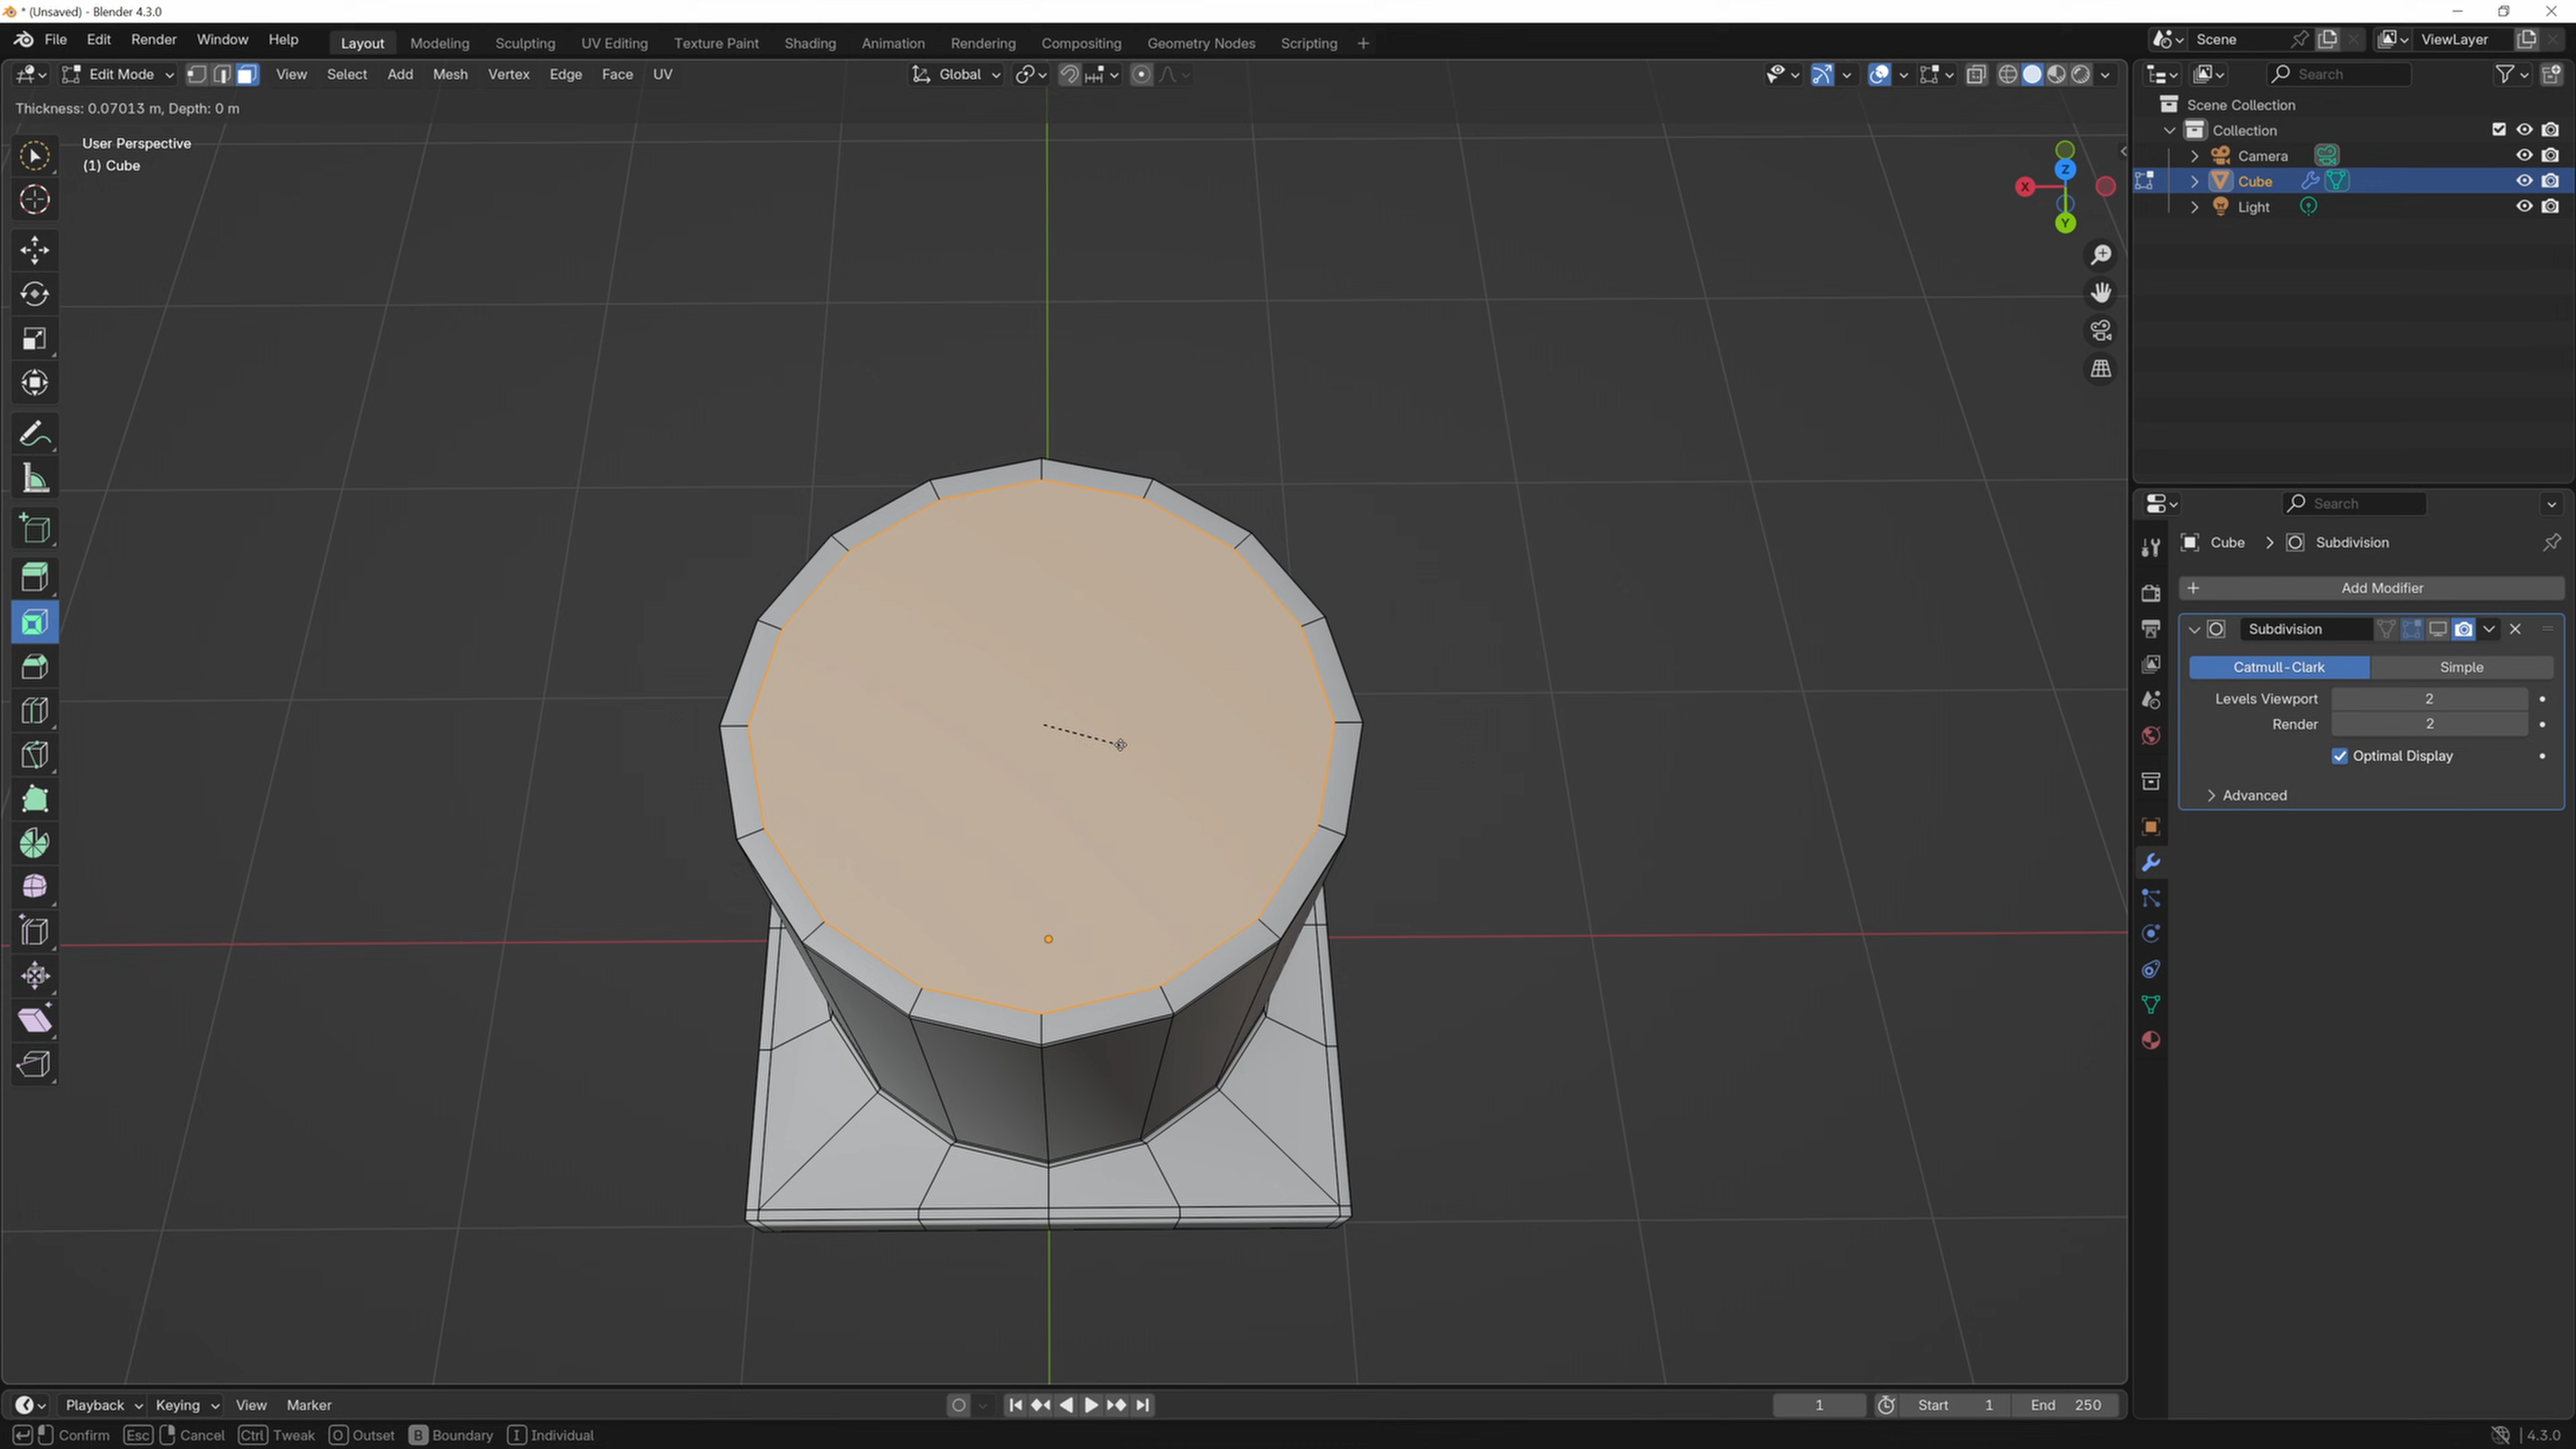 * (Unsaved) - Blender 4.3.0
File Edit Render Window Help Layout Modeling Sculpting UV Editing Texture Paint Shading Animation Rendering Compositing Geometry Nodes Scripting + Scene ViewLayer
Edit Mode View Select Add Mesh Vertex Edge Face UV Global Search
Thickness: 0.07013 m, Depth: 0 m
User Perspective
(1) Cube
Z
X
Y
Scene Collection
Collection
Camera
Cube
Light
Search
Cube > Subdivision
+ Add Modifier
Subdivision
Catmull-Clark Simple
Levels Viewport 2
Render 2
Optimal Display
Advanced
Playback Keying View Marker 1 Start 1 End 250
Confirm Esc Cancel Ctrl Tweak O Outset B Boundary I Individual 4.3.0